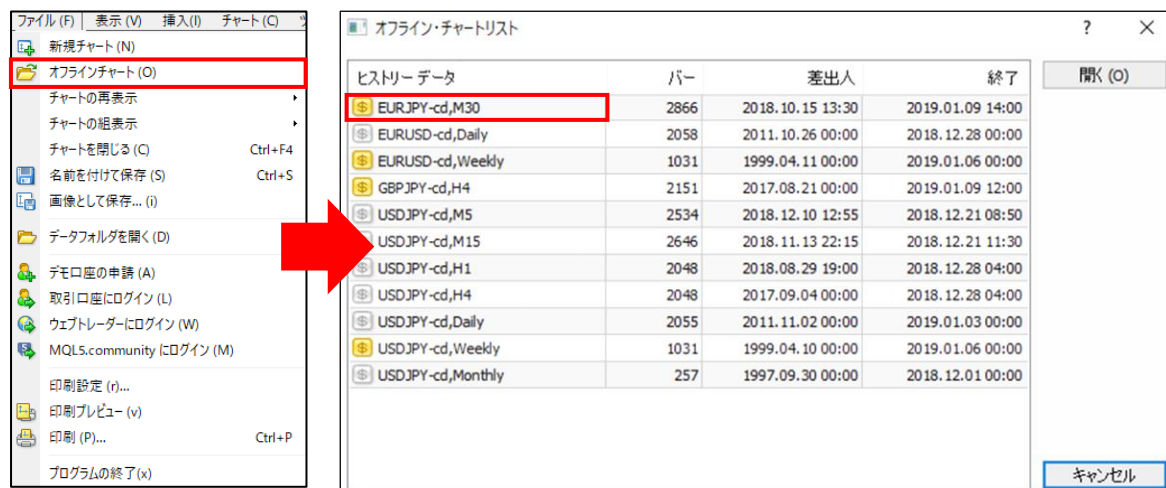 ファイル (F) 表示 (V) 挿入(I) チャート (C)
新規チャート (N)
オフラインチャート (O)
チャートの再表示
チャートの組表示
チャートを閉じる (C) Ctrl+F4
名前を付けて保存 (S) Ctrl+S
画像として保存... (i)
データフォルダを開く (D)
デモ口座の申請 (A)
取引口座にログイン (L)
ウェブトレーダーにログイン (W)
MQL5.community にログイン (M)
印刷設定 (r)...
印刷プレビュー (v)
印刷 (P)... Ctrl+P
プログラムの終了(x)
オフライン・チャートリスト ?
ヒストリー データ バー 差出人 終了 開く (O)
EURJPY-cd,M30 2866 2018.10.15 13:30 2019.01.09 14:00
EURUSD-cd,Daily 2058 2011.10.26 00:00 2018.12.28 00:00
EURUSD-cd,Weekly 1031 1999.04.11 00:00 2019.01.06 00:00
GBPJPY-cd,H4 2151 2017.08.21 00:00 2019.01.09 12:00
USDJPY-cd,M5 2534 2018.12.10 12:55 2018.12.21 08:50
USDJPY-cd,M15 2646 2018.11.13 22:15 2018.12.21 11:30
USDJPY-cd,H1 2048 2018.08.29 19:00 2018.12.28 04:00
USDJPY-cd,H4 2048 2017.09.04 00:00 2018.12.28 04:00
USDJPY-cd,Daily 2055 2011.11.02 00:00 2019.01.03 00:00
USDJPY-cd,Weekly 1031 1999.04.10 00:00 2019.01.06 00:00
USDJPY-cd,Monthly 257 1997.09.30 00:00 2018.12.01 00:00
キャンセル